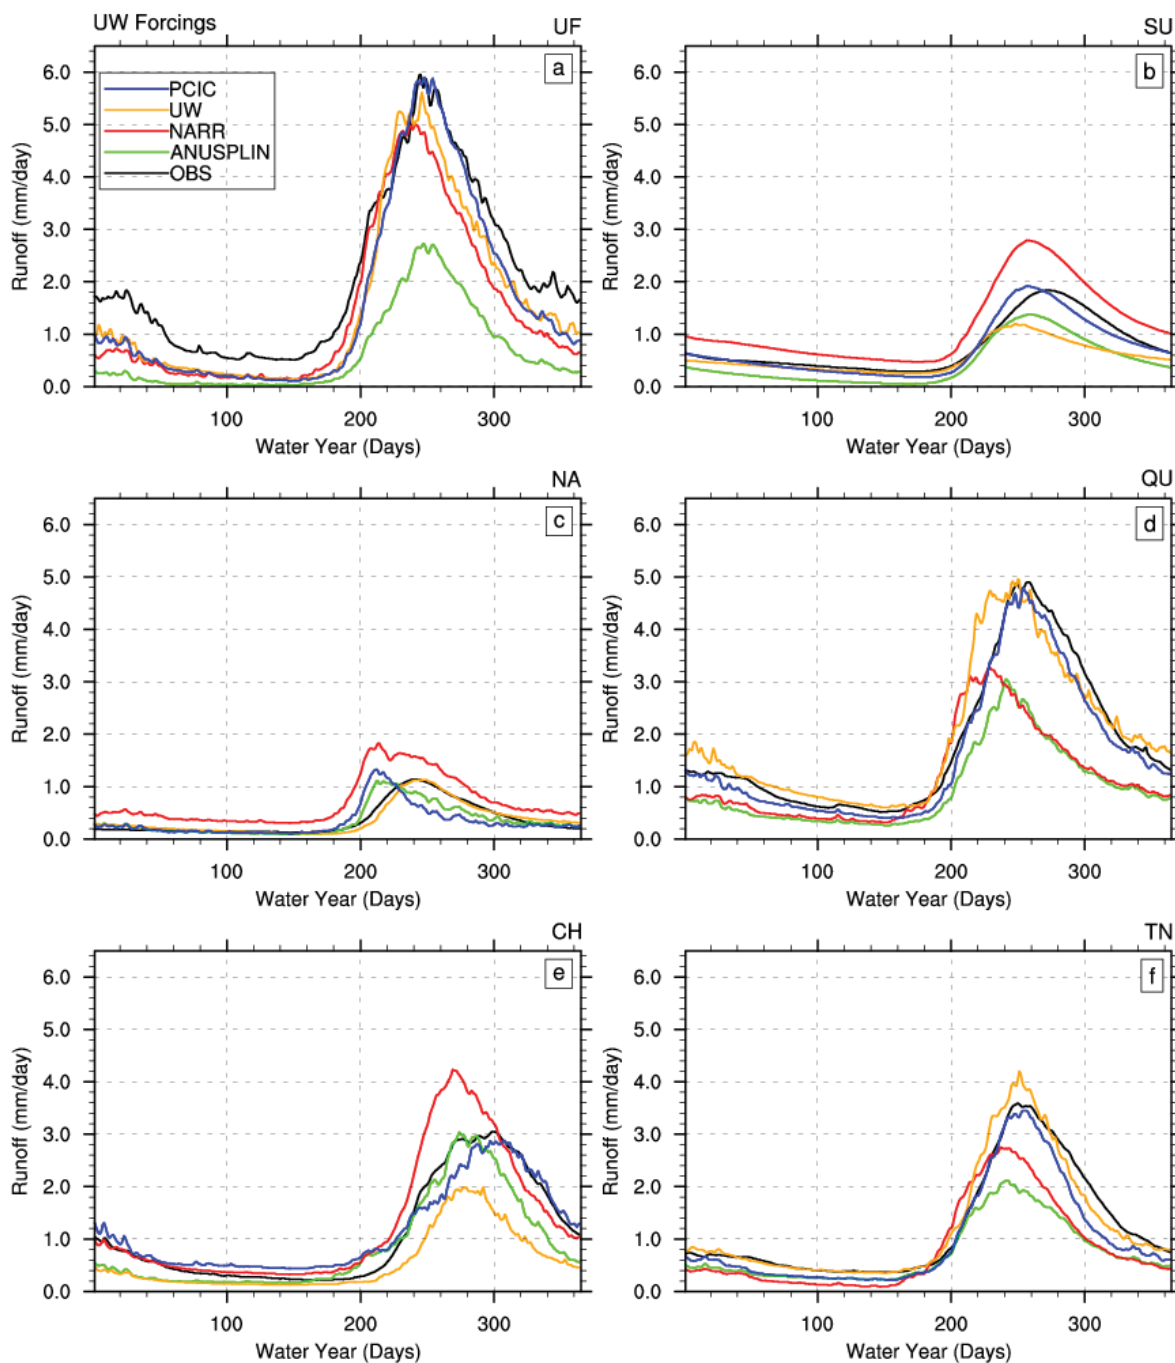 UW Forcings UF
a
PCIC
UW
NARR
ANUSPLIN
OBS
6.0
5.0
4.0
3.0
2.0
1.0
0.0
Runoff (mm/day)
100 200 300
Water Year (Days)
SU
b
6.0
5.0
4.0
3.0
2.0
1.0
0.0
Runoff (mm/day)
100 200 300
Water Year (Days)
NA
c
6.0
5.0
4.0
3.0
2.0
1.0
0.0
Runoff (mm/day)
100 200 300
Water Year (Days)
QU
d
6.0
5.0
4.0
3.0
2.0
1.0
0.0
Runoff (mm/day)
100 200 300
Water Year (Days)
CH
e
6.0
5.0
4.0
3.0
2.0
1.0
0.0
Runoff (mm/day)
100 200 300
Water Year (Days)
TN
f
6.0
5.0
4.0
3.0
2.0
1.0
0.0
Runoff (mm/day)
100 200 300
Water Year (Days)